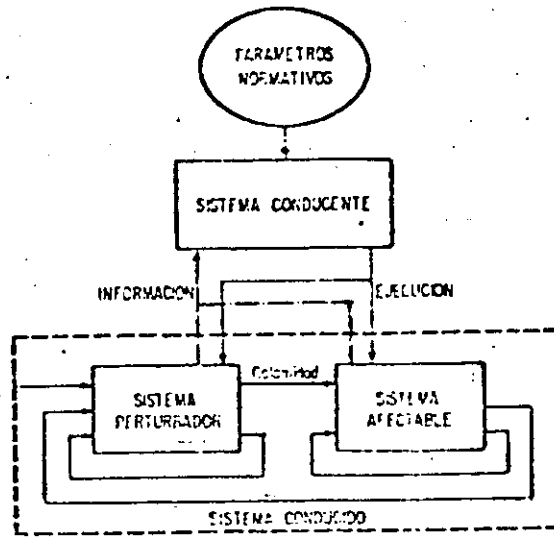 PARAMETROS
NORMATIVOS
SISTEMA CONDUCENTE
INFORMACION
EJECUCION
Calamidad
SISTEMA
PERTURBADOR
SISTEMA
AFECTABLE
SISTEMA CONDUCIDO